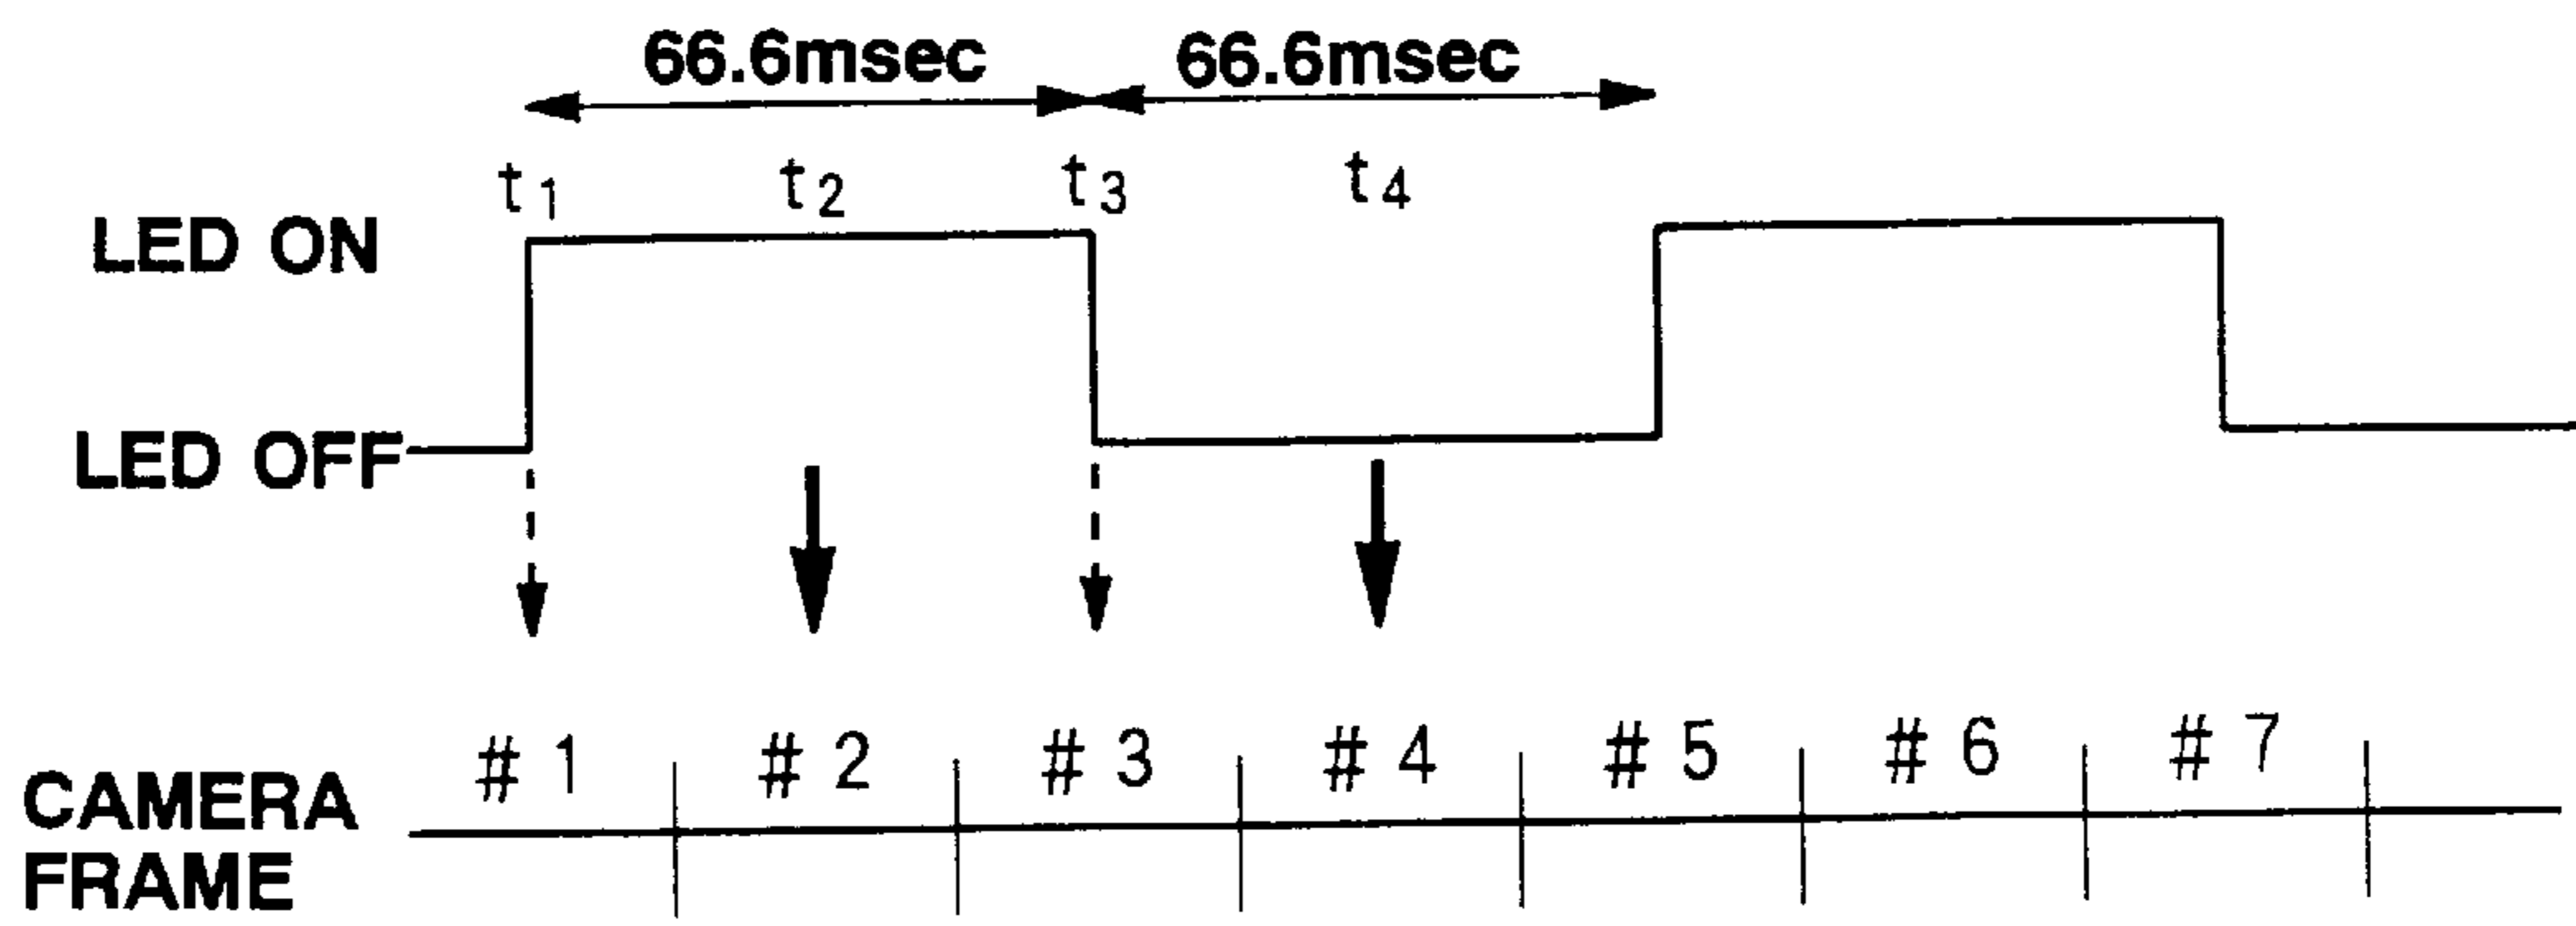 66.6msec 66.6msec
t1 t2 t3 t4
LED ON
LED OFF
#1 #2 #3 #4 #5 #6 #7
CAMERA
FRAME